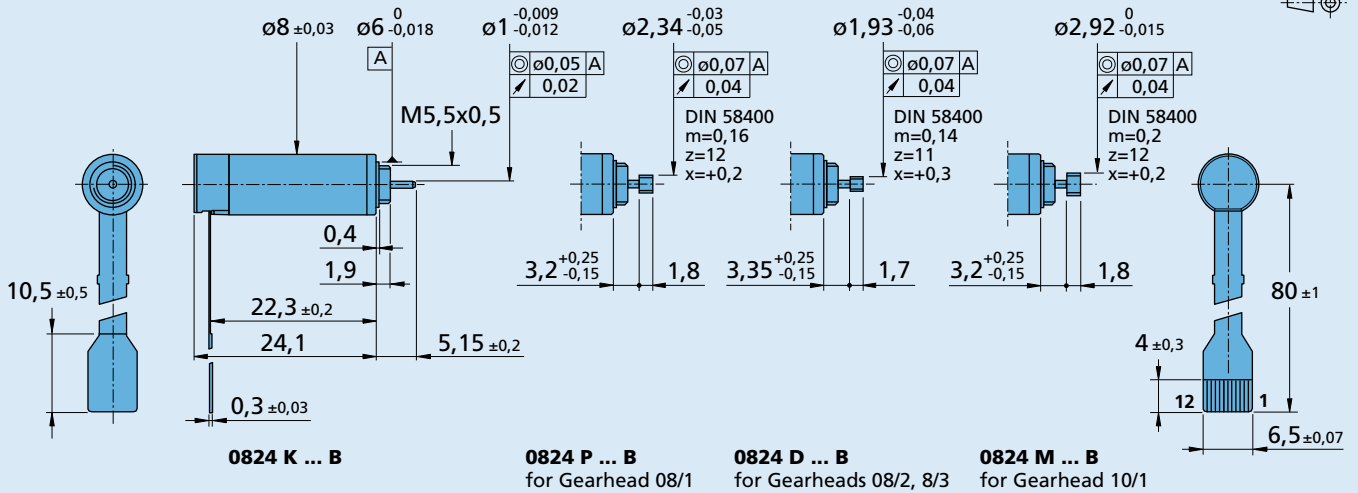 ø8 ±0,03
ø6 0 -0,018
A
ø1 -0,009 -0,012
ø0,05 A
0,02
M5,5x0,5
ø2,34 -0,03 -0,05
ø0,07 A
0,04
DIN 58400
m=0,16
z=12
x=+0,2
ø1,93 -0,04 -0,06
ø0,07 A
0,04
DIN 58400
m=0,14
z=11
x=+0,3
ø2,92 0 -0,015
ø0,07 A
0,04
DIN 58400
m=0,2
z=12
x=+0,2
10,5 ±0,5
0,4
1,9
22,3 ±0,2
24,1
5,15 ±0,2
0,3 ±0,03
3,2 +0,25 -0,15
1,8
3,35 +0,25 -0,15
1,7
3,2 +0,25 -0,15
1,8
80 ±1
4 ±0,3
12 1
6,5 ±0,07
0824 K ... B
0824 P ... B
for Gearhead 08/1
0824 D ... B
for Gearheads 08/2, 8/3
0824 M ... B
for Gearhead 10/1